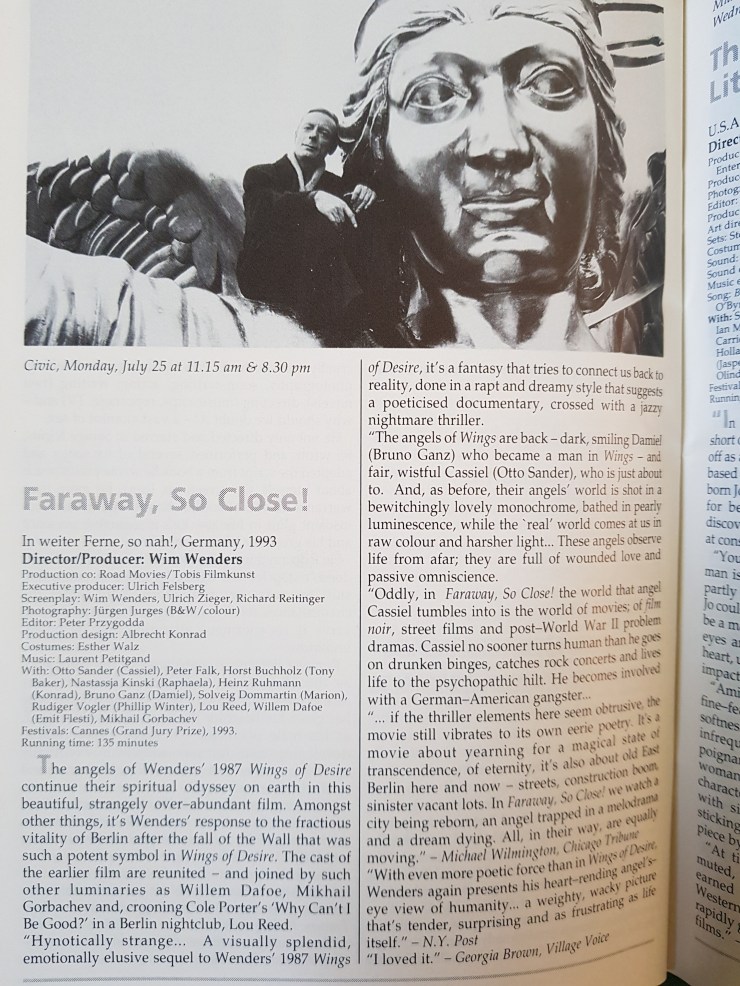 Civic, Monday, July 25 at 11.15 am & 8.30 pm
Faraway, So Close!
In weiter Ferne, so nah!, Germany, 1993
Director/Producer: Wim Wenders
Production co: Road Movies/Tobis Filmkunst
Executive producer: Ulrich Felsberg
Screenplay: Wim Wenders, Ulrich Zieger, Richard Reitinger
Photography: Jürgen Jurges (B&W/colour)
Editor: Peter Przygodda
Production design: Albrecht Konrad
Costumes: Esther Walz
Music: Laurent Petitgand
With: Otto Sander (Cassiel), Peter Falk, Horst Buchholz (Tony
Baker), Nastassja Kinski (Raphaela), Heinz Ruhmann
(Konrad), Bruno Ganz (Damiel), Solveig Dommartin (Marion),
Rudiger Vogler (Phillip Winter), Lou Reed, Willem Dafoe
(Emit Flesti), Mikhail Gorbachev
Festivals: Cannes (Grand Jury Prize), 1993.
Running time: 135 minutes
The angels of Wenders' 1987 Wings of Desire
continue their spiritual odyssey on earth in this
beautiful, strangely over-abundant film. Amongst
other things, it's Wenders' response to the fractious
vitality of Berlin after the fall of the Wall that was
such a potent symbol in Wings of Desire. The cast of
the earlier film are reunited – and joined by such
other luminaries as Willem Dafoe, Mikhail
Gorbachev and, crooning Cole Porter's 'Why Can't I
Be Good?' in a Berlin nightclub, Lou Reed.
"Hynotically strange... A visually splendid,
emotionally elusive sequel to Wenders' 1987 Wings
of Desire, it's a fantasy that tries to connect us back to
reality, done in a rapt and dreamy style that suggests
a poeticised documentary, crossed with a jazzy
nightmare thriller.
"The angels of Wings are back – dark, smiling Damiel
(Bruno Ganz) who became a man in Wings – and
fair, wistful Cassiel (Otto Sander), who is just about
to. And, as before, their angels' world is shot in a
bewitchingly lovely monochrome, bathed in pearly
luminescence, while the `real' world comes at us in
raw colour and harsher light... These angels observe
life from afar; they are full of wounded love and
passive omniscience.
"Oddly, in Faraway, So Close! the world that angel
Cassiel tumbles into is the world of movies; of film
noir, street films and post-World War II problem
dramas. Cassiel no sooner turns human than he goes
on drunken binges, catches rock concerts and lives
life to the psychopathic hilt. He becomes involved
with a German-American gangster...
"... if the thriller elements here seem obtrusive, the
movie still vibrates to its own eerie poetry. It's a
movie about yearning for a magical state of
transcendence, of eternity, it's also about old East
Berlin here and now – streets, construction boom,
sinister vacant lots. In Faraway, So Close! we watch a
city being reborn, an angel trapped in a melodrama
and a dream dying. All, in their way, are equally
moving." – Michael Wilmington, Chicago Tribune
"With even more poetic force than in Wings of Desire,
Wenders again presents his heart-rending angel's-
eye view of humanity... a weighty, wacky picture
that's tender, surprising and as frustrating as life
itself." – N.Y. Post
"I loved it." – Georgia Brown, Village Voice